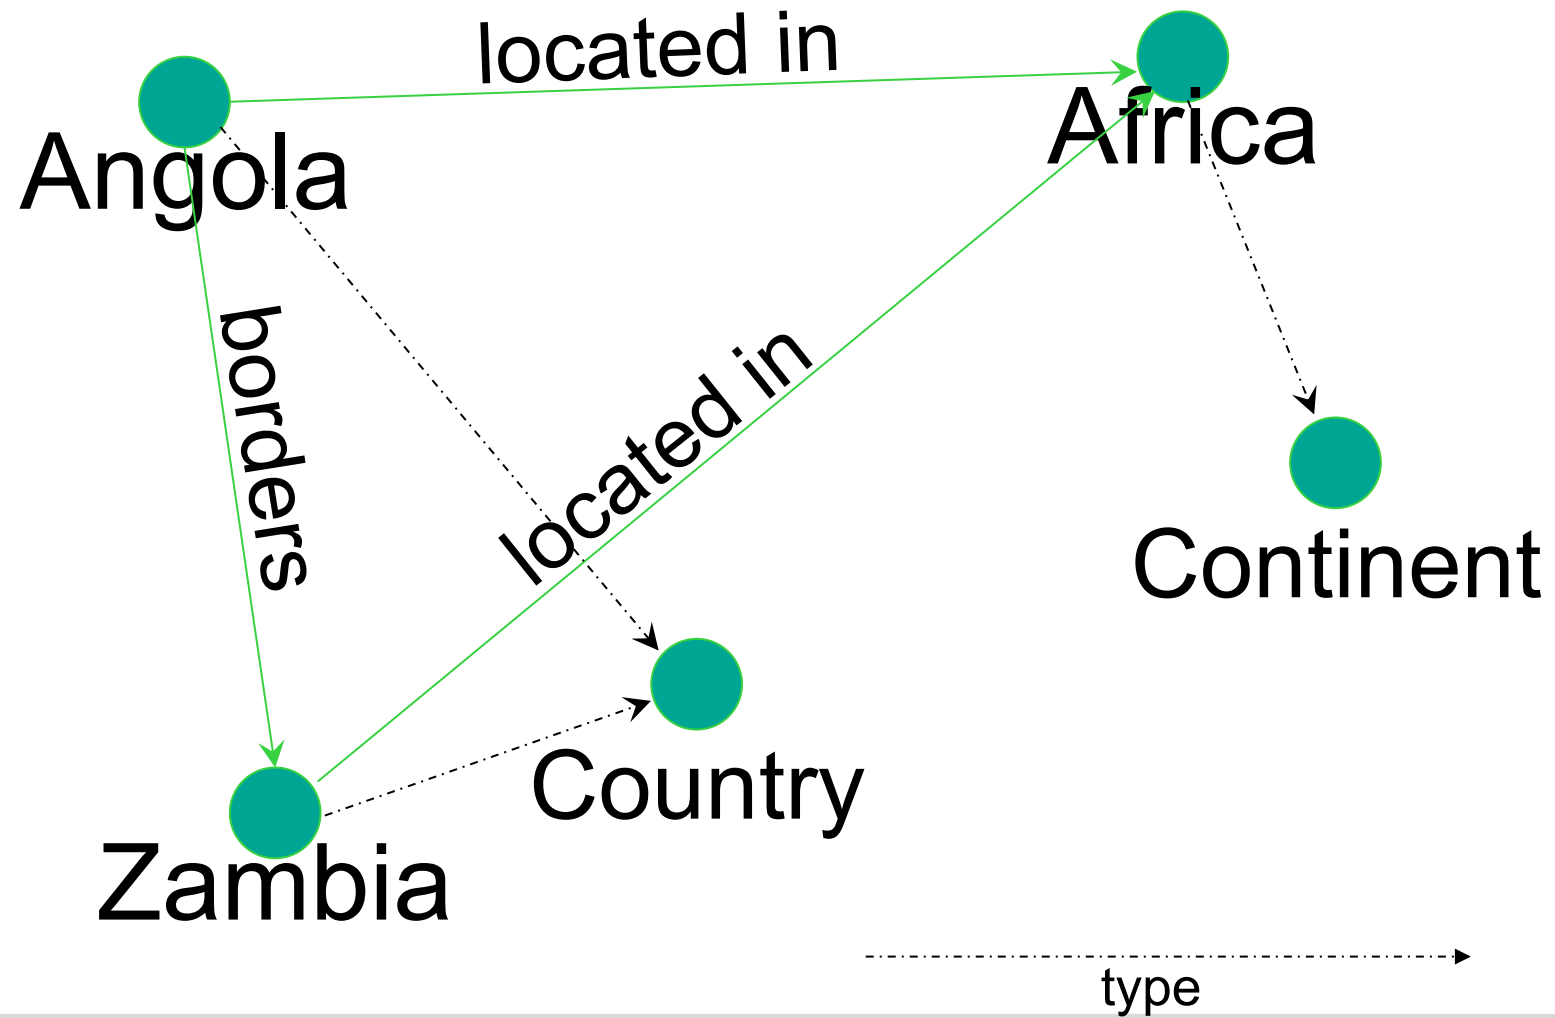 located in
Africa
Angola
borders
located in
Continent
Country
Zambia
type